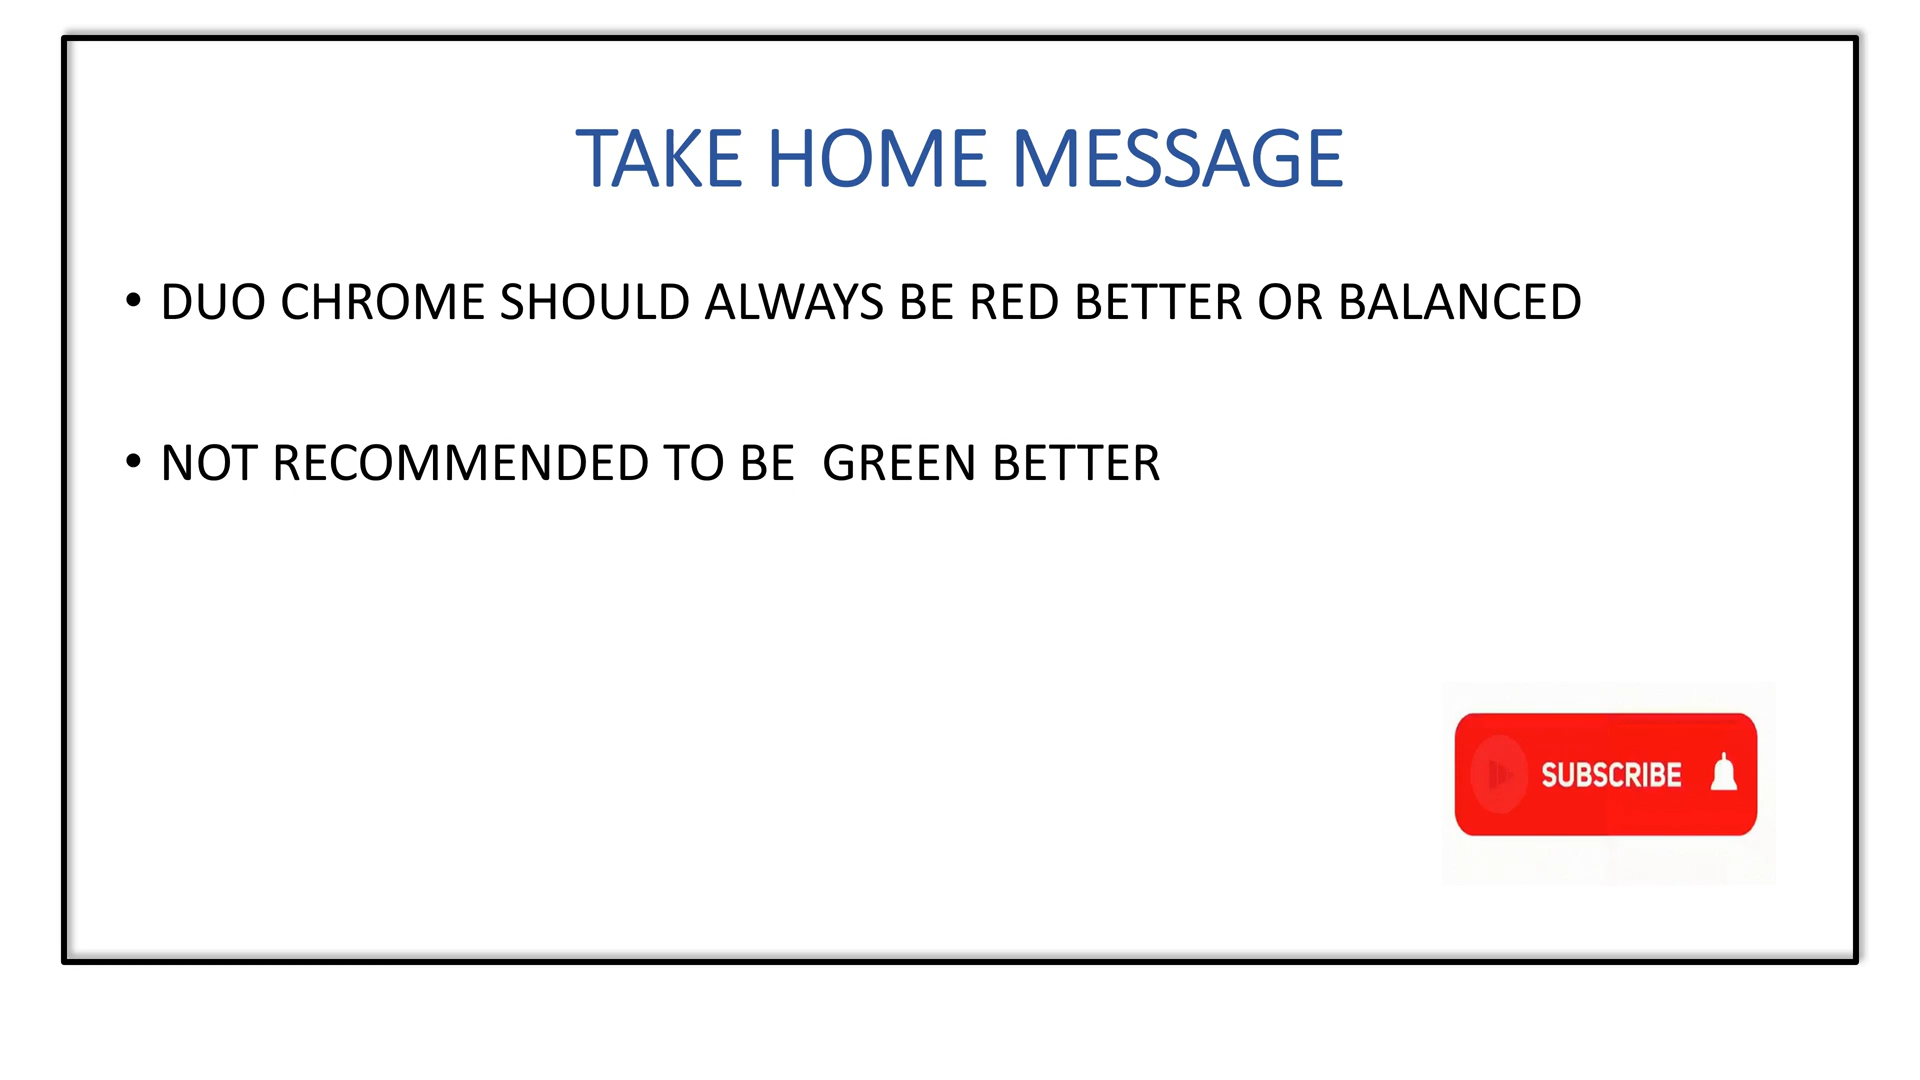 TAKE HOME MESSAGE
• DUO CHROME SHOULD ALWAYS BE RED BETTER OR BALANCED
• NOT RECOMMENDED TO BE  GREEN BETTER
SUBSCRIBE